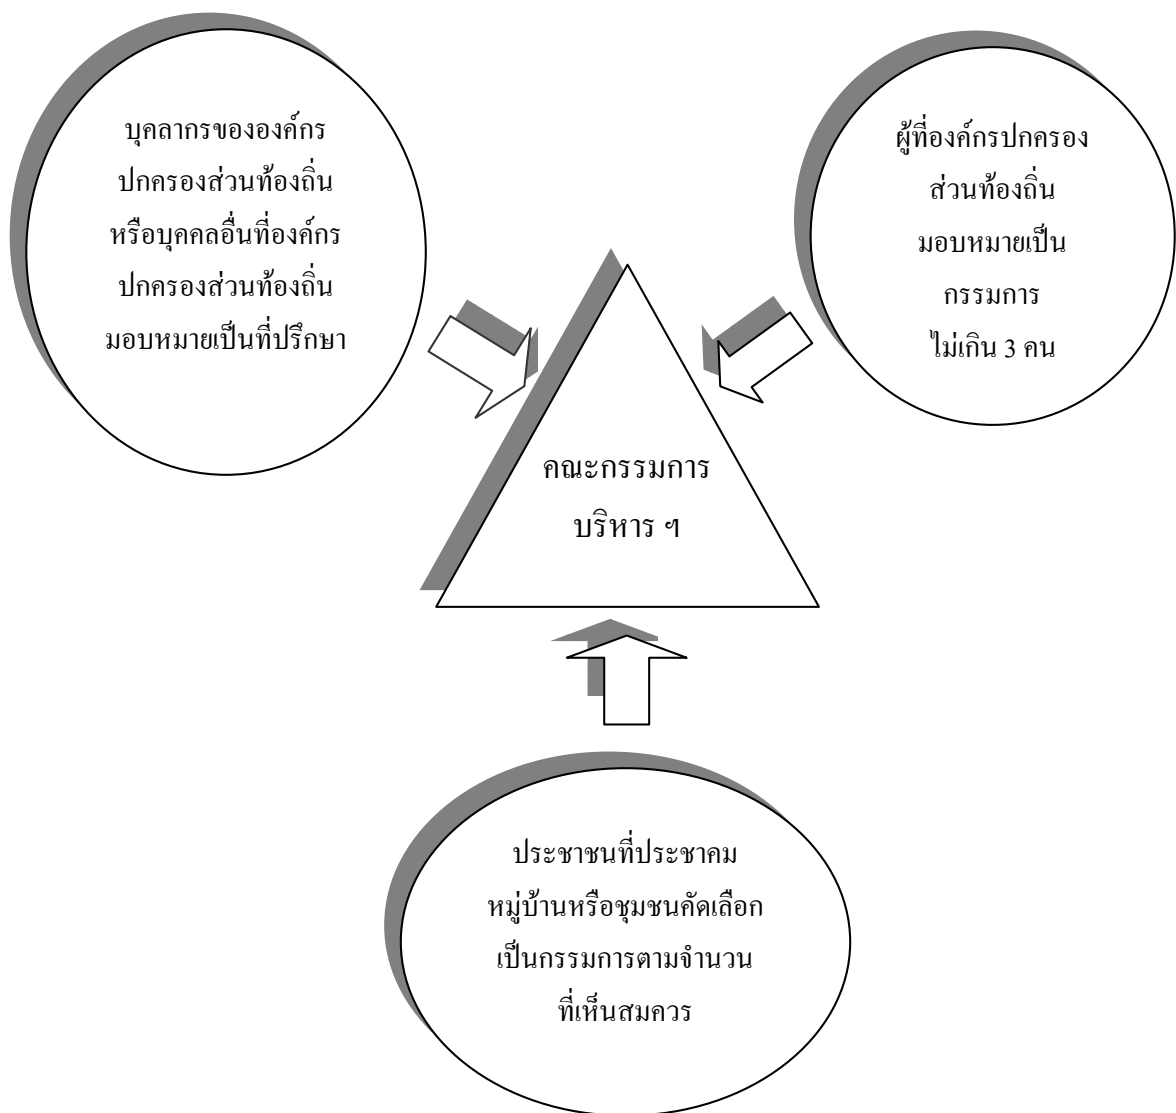 บุคลากรขององค์กร
ปกครองส่วนท้องถิ่น
หรือบุคคลอื่นที่องค์กร
ปกครองส่วนท้องถิ่น
มอบหมายเป็นที่ปรึกษา
ผู้ที่องค์กรปกครอง
ส่วนท้องถิ่น
มอบหมายเป็น
กรรมการ
ไม่เกิน 3 คน
คณะกรรมการ
บริหาร ฯ
ประชาชนที่ประชาคม
หมู่บ้านหรือชุมชนคัดเลือก
เป็นกรรมการตามจำนวน
ที่เห็นสมควร